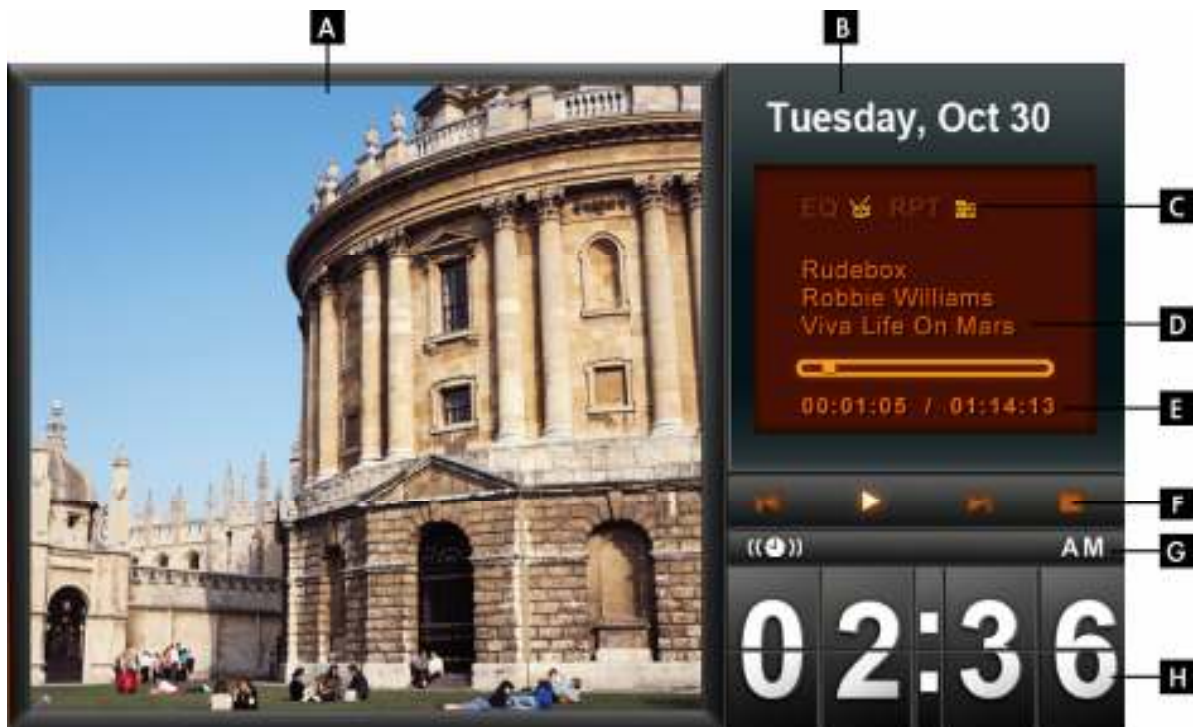 A
B
Tuesday, Oct 30
EQ RPT
C
Rudebox
Robbie Williams
Viva Life On Mars
D
00:01:05 / 01:14:13
E
F
AM
G
02:36
H